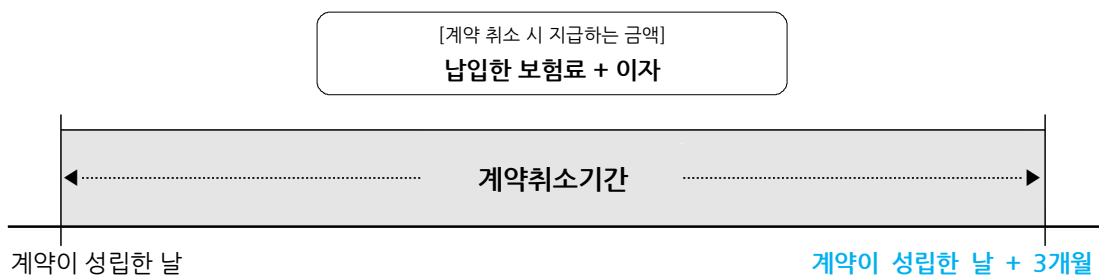 [계약 취소 시 지급하는 금액]
납입한 보험료 + 이자
계약취소기간
계약이 성립한 날
계약이 성립한 날 + 3개월